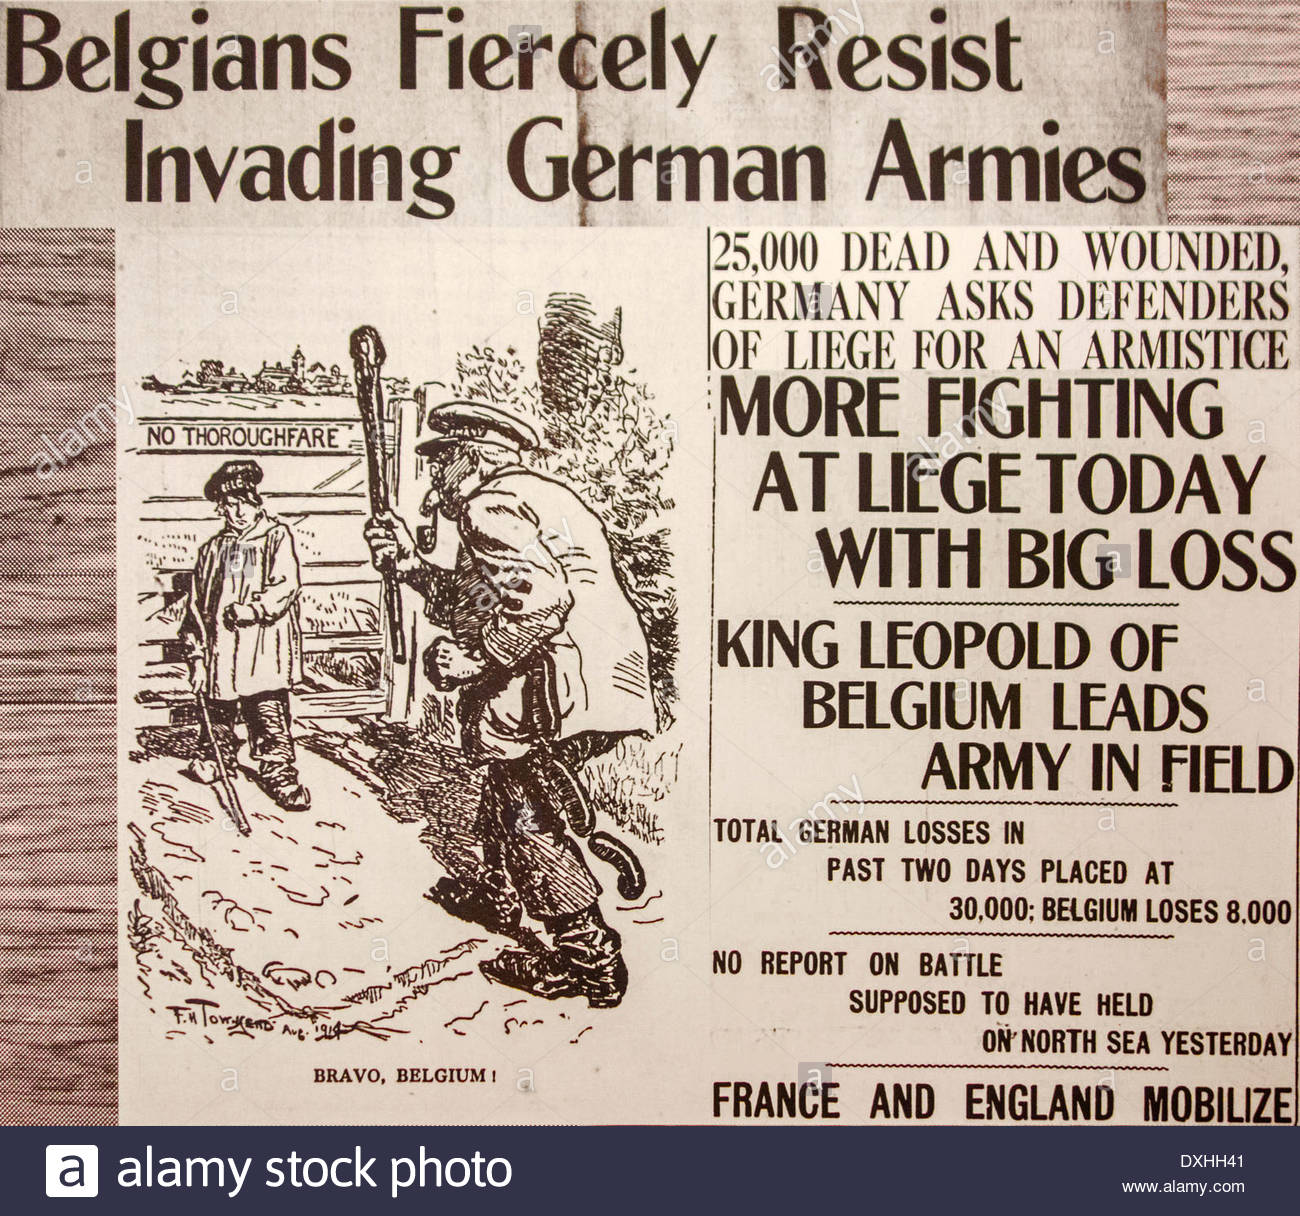 Belgians Fiercely Resist
Invading German Armies
25,000 DEAD AND WOUNDED,
GERMANY ASKS DEFENDERS
OF LIEGE FOR AN ARMISTICE
MORE FIGHTING
AT LIEGE TODAY
WITH BIG LOSS
KING LEOPOLD OF
BELGIUM LEADS
ARMY IN FIELD
TOTAL GERMAN LOSSES IN
PAST TWO DAYS PLACED AT
30,000; BELGIUM LOSES 8.000
NO REPORT ON BATTLE
SUPPOSED TO HAVE HELD
ON NORTH SEA YESTERDAY
FRANCE AND ENGLAND MOBILIZE
NO THOROUGHFARE
F. H. Townsend Aug. 1914
BRAVO, BELGIUM!
a alamy stock photo
DXHH41
www.alamy.com